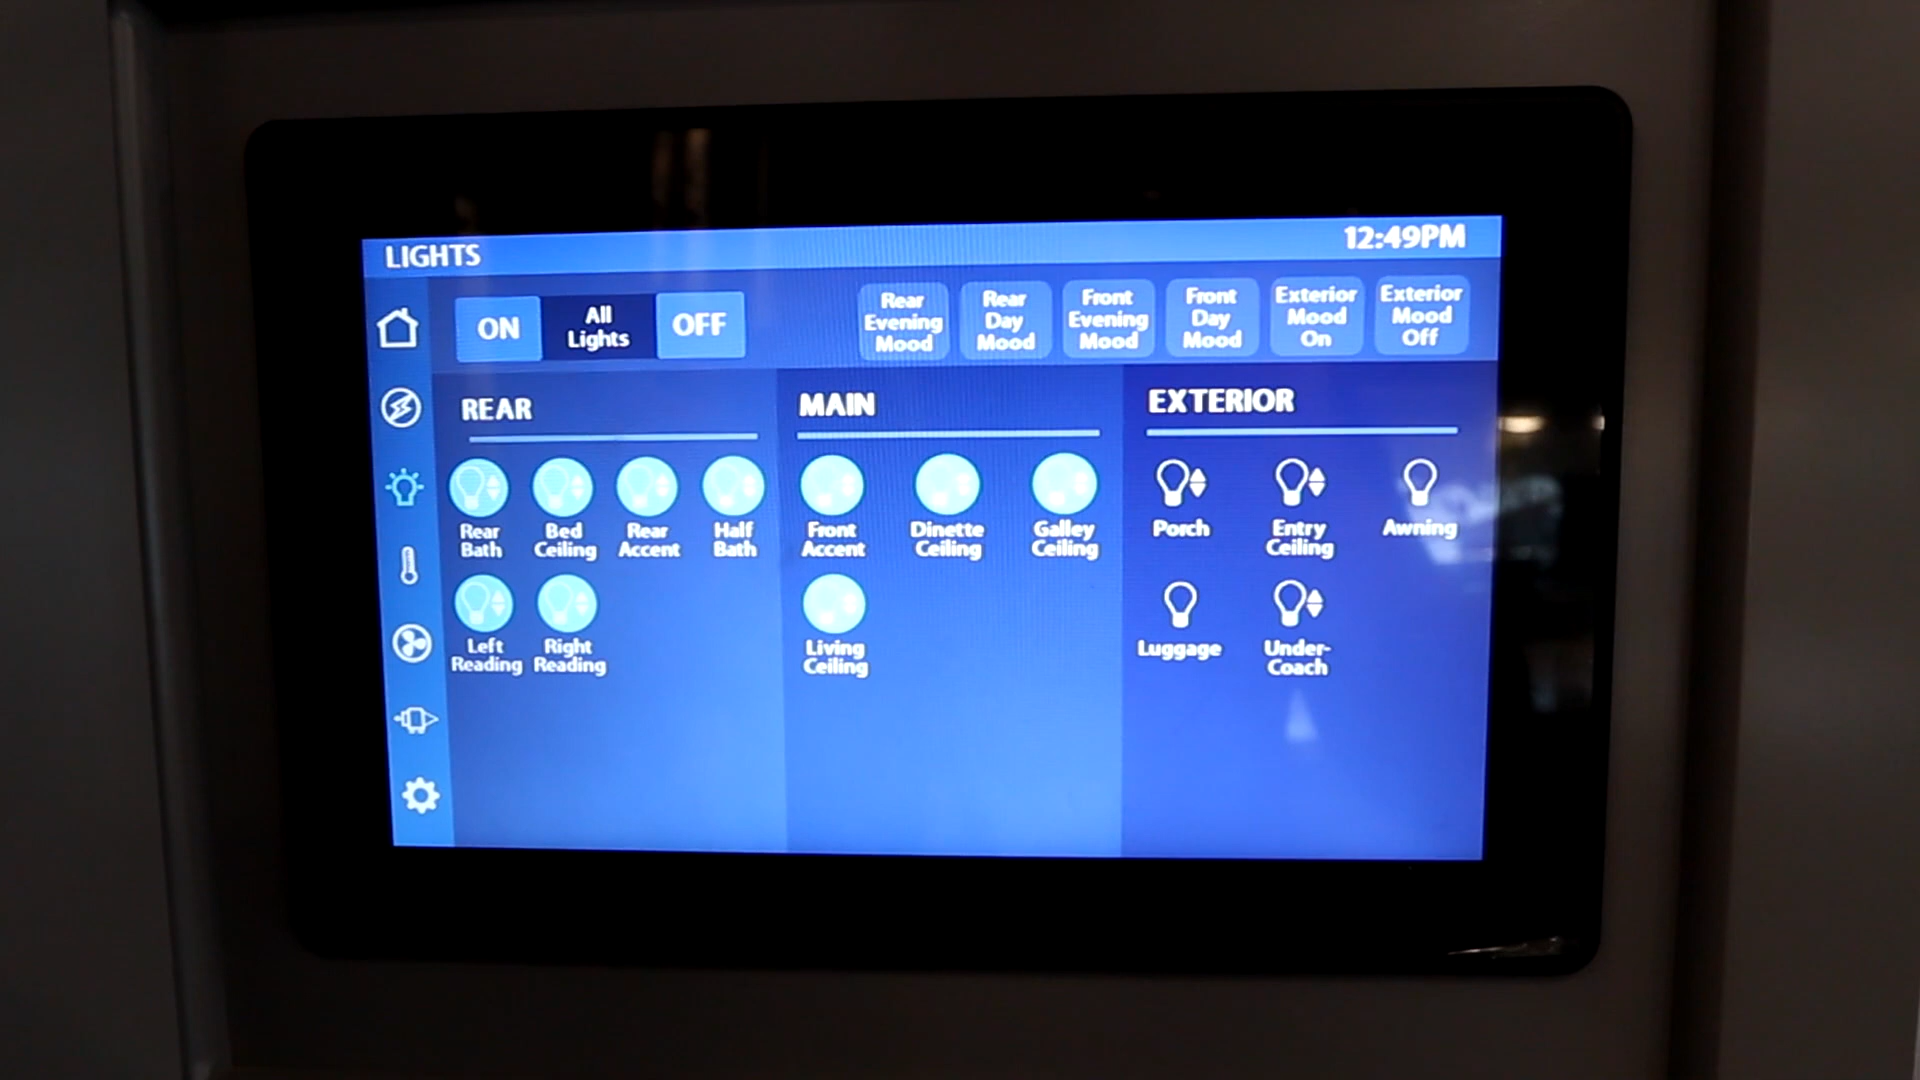 LIGHTS
12:49PM
ON
All
Lights
OFF
Rear
Evening
Mood
Rear
Day
Mood
Front
Evening
Mood
Front
Day
Mood
Exterior
Mood
On
Exterior
Mood
Off
REAR
Rear
Bath
Bed
Ceiling
Rear
Accent
Half
Bath
Left
Reading
Right
Reading
MAIN
Front
Accent
Dinette
Ceiling
Galley
Ceiling
Living
Ceiling
EXTERIOR
Porch
Entry
Ceiling
Awning
Luggage
Under-
Coach